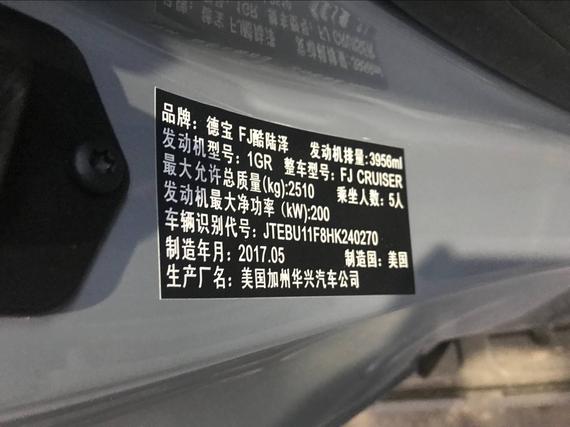 品牌：德宝 FJ酷陆泽 发动机排量：3956ml
发动机型号：1GR 整车型号：FJ CRUISER
最大允许总质量(kg):2510 乘坐人数：5人
发动机最大净功率 (kW):200
车辆识别代号：JTEBU11F8HK240270
制造年月：2017.05 制造国：美国
生产厂名：美国加州华兴汽车公司